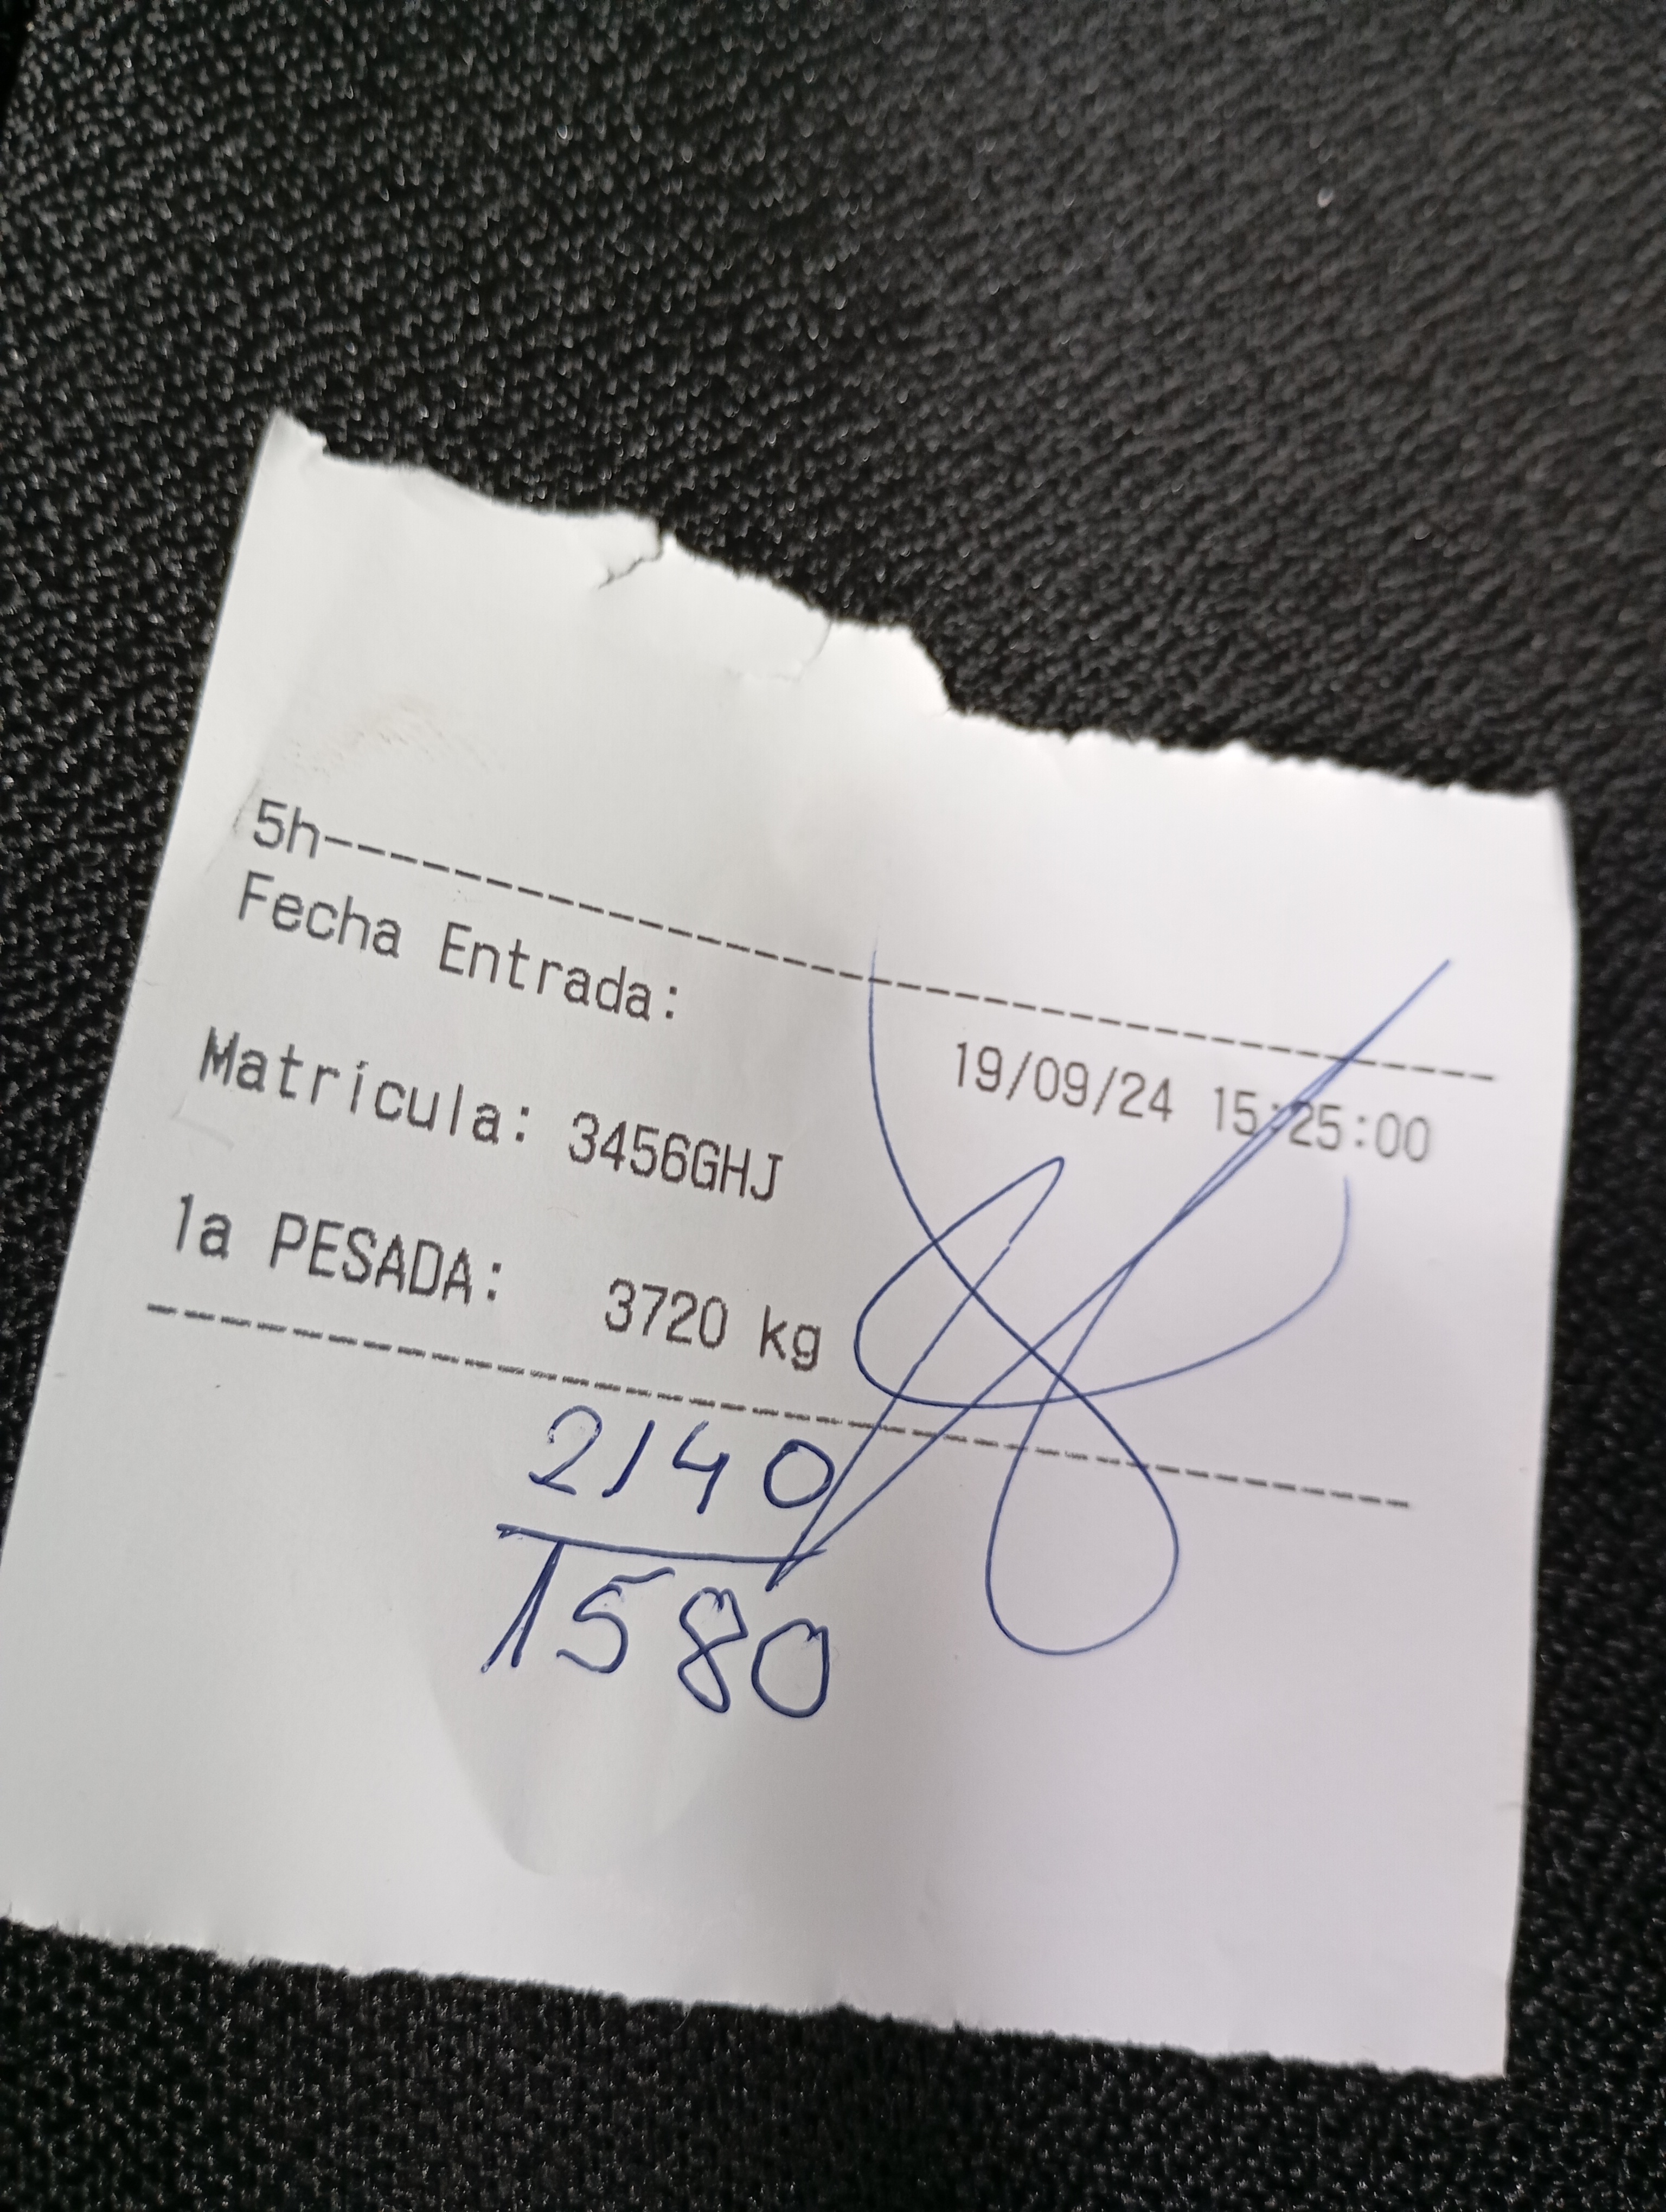 5h--------------------------------------
Fecha Entrada:
19/09/24 15:25:00
Matrícula: 3456GHJ
1a PESADA: 3720 kg
----------------------------------------
2140
1580